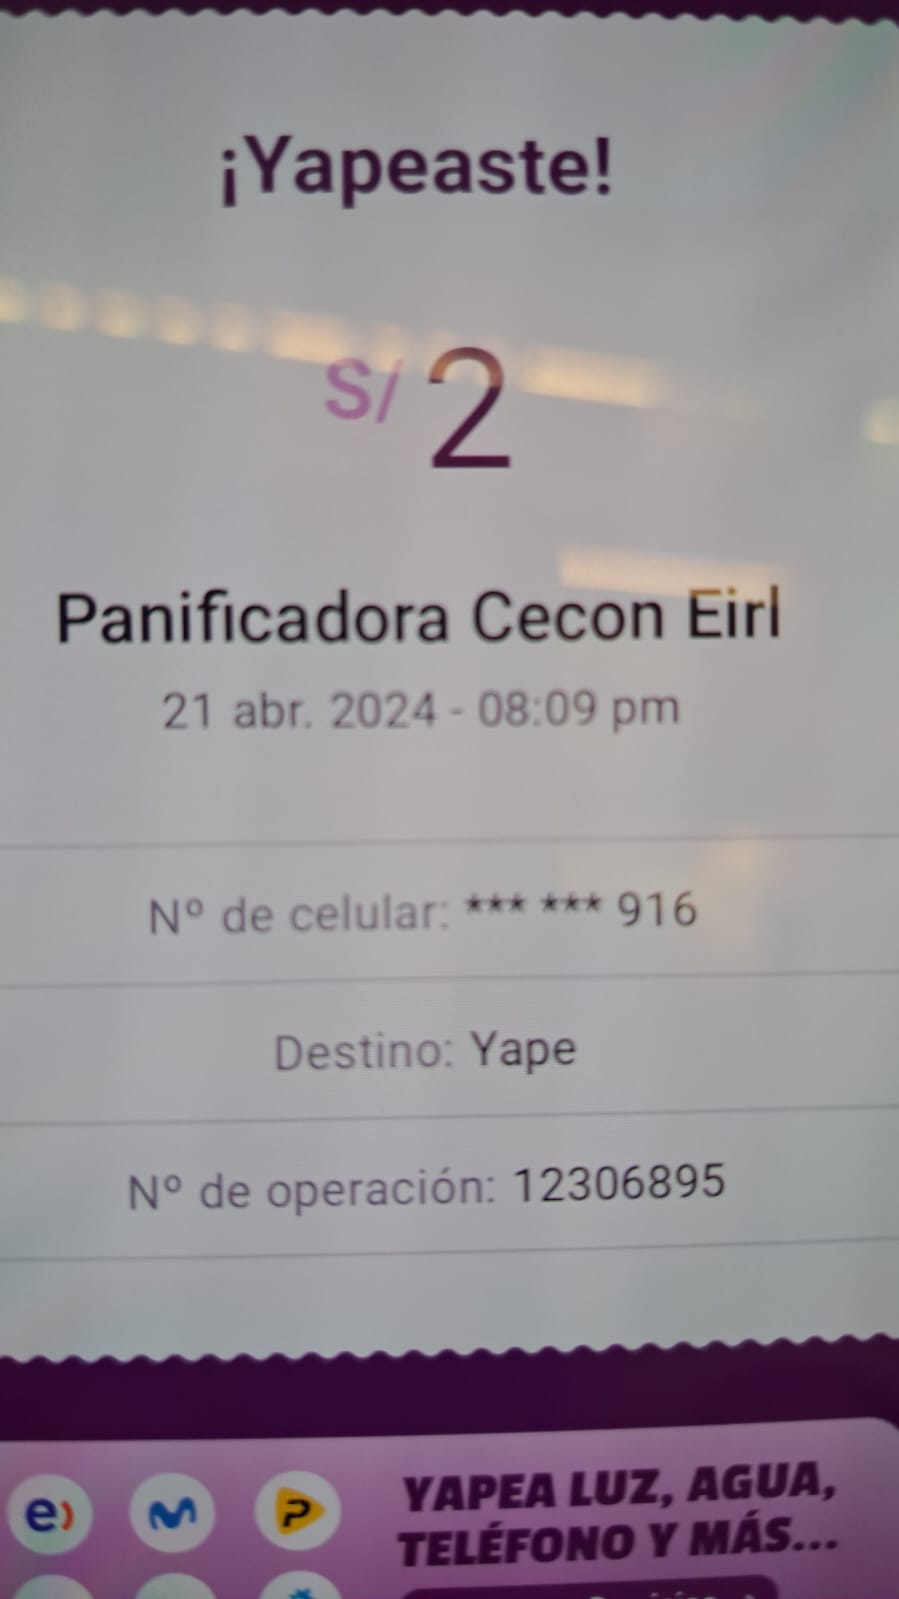 ¡Yapeaste!
S/ 2
Panificadora Cecon Eirl
21 abr. 2024 - 08:09 pm
Nº de celular: *** *** 916
Destino: Yape
Nº de operación: 12306895
e)
YAPEA LUZ, AGUA,
TELÉFONO Y MÁS...